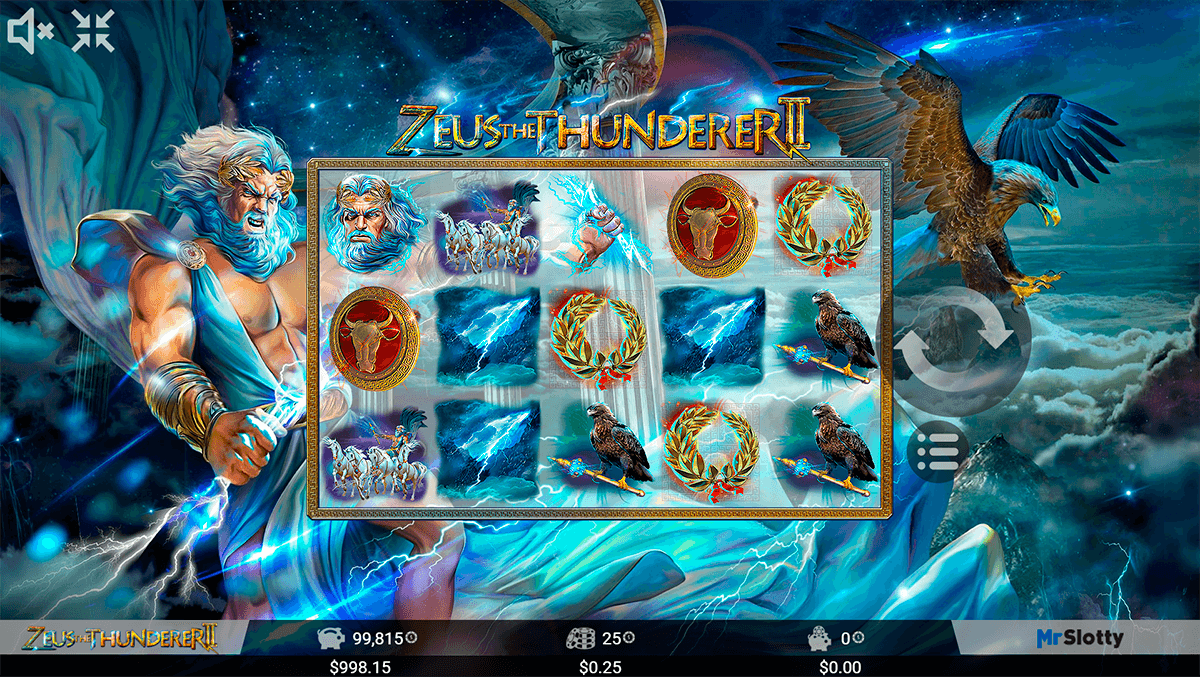 ZEUS THE THUNDERER II
ZEUS THE THUNDERER II
99,815
25
0
MrSlotty
$998.15
$0.25
$0.00